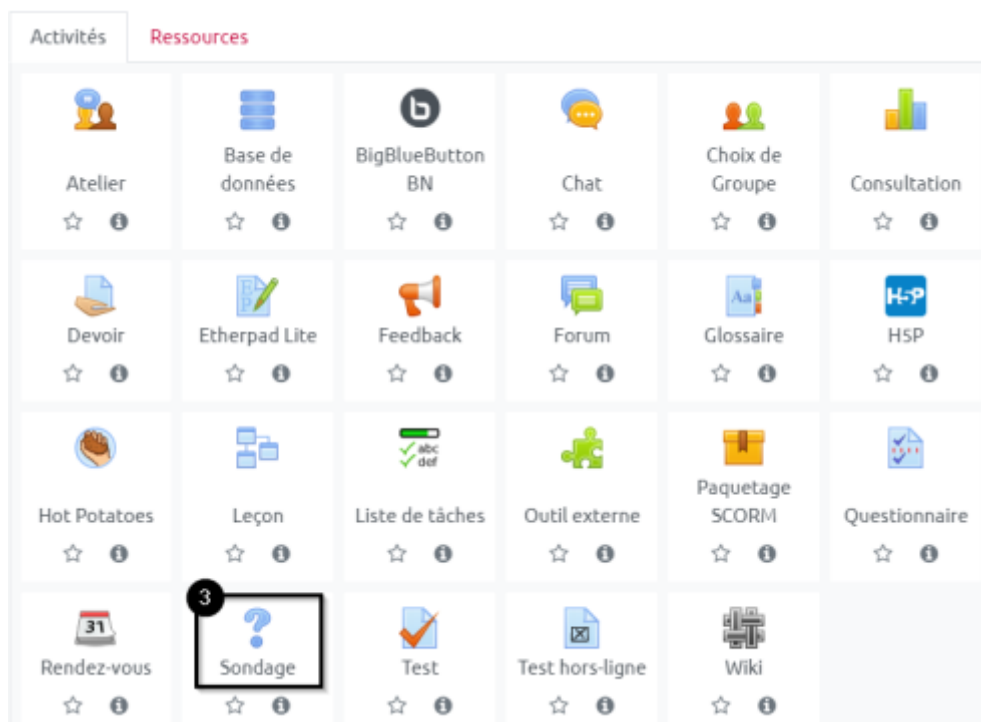 Activités Ressources
Base de BigBlueButton Choix de
Atelier données BN Chat Groupe Consultation
Devoir Etherpad Lite Feedback Forum Glossaire H5P
abc
def
Paquetage
Hot Potatoes Leçon Liste de tâches Outil externe SCORM Questionnaire
3
31
Rendez-vous Sondage Test Test hors-ligne Wiki